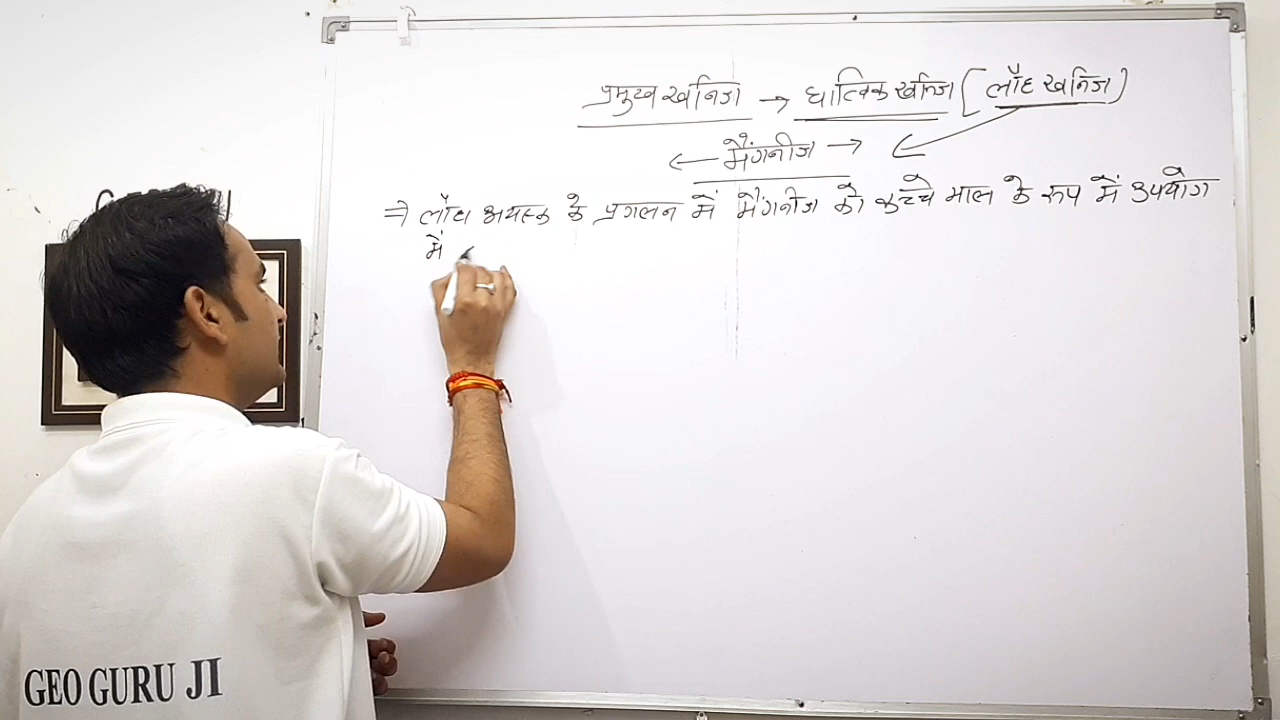 प्रमुख खनिज → धात्विक खनिज (लौह खनिज)
← मैंगनीज →
⇒ लौह अयस्क के प्रगलन में मैंगनीज को कच्चे माल के रूप में उपयोग
में
GEO GURU JI